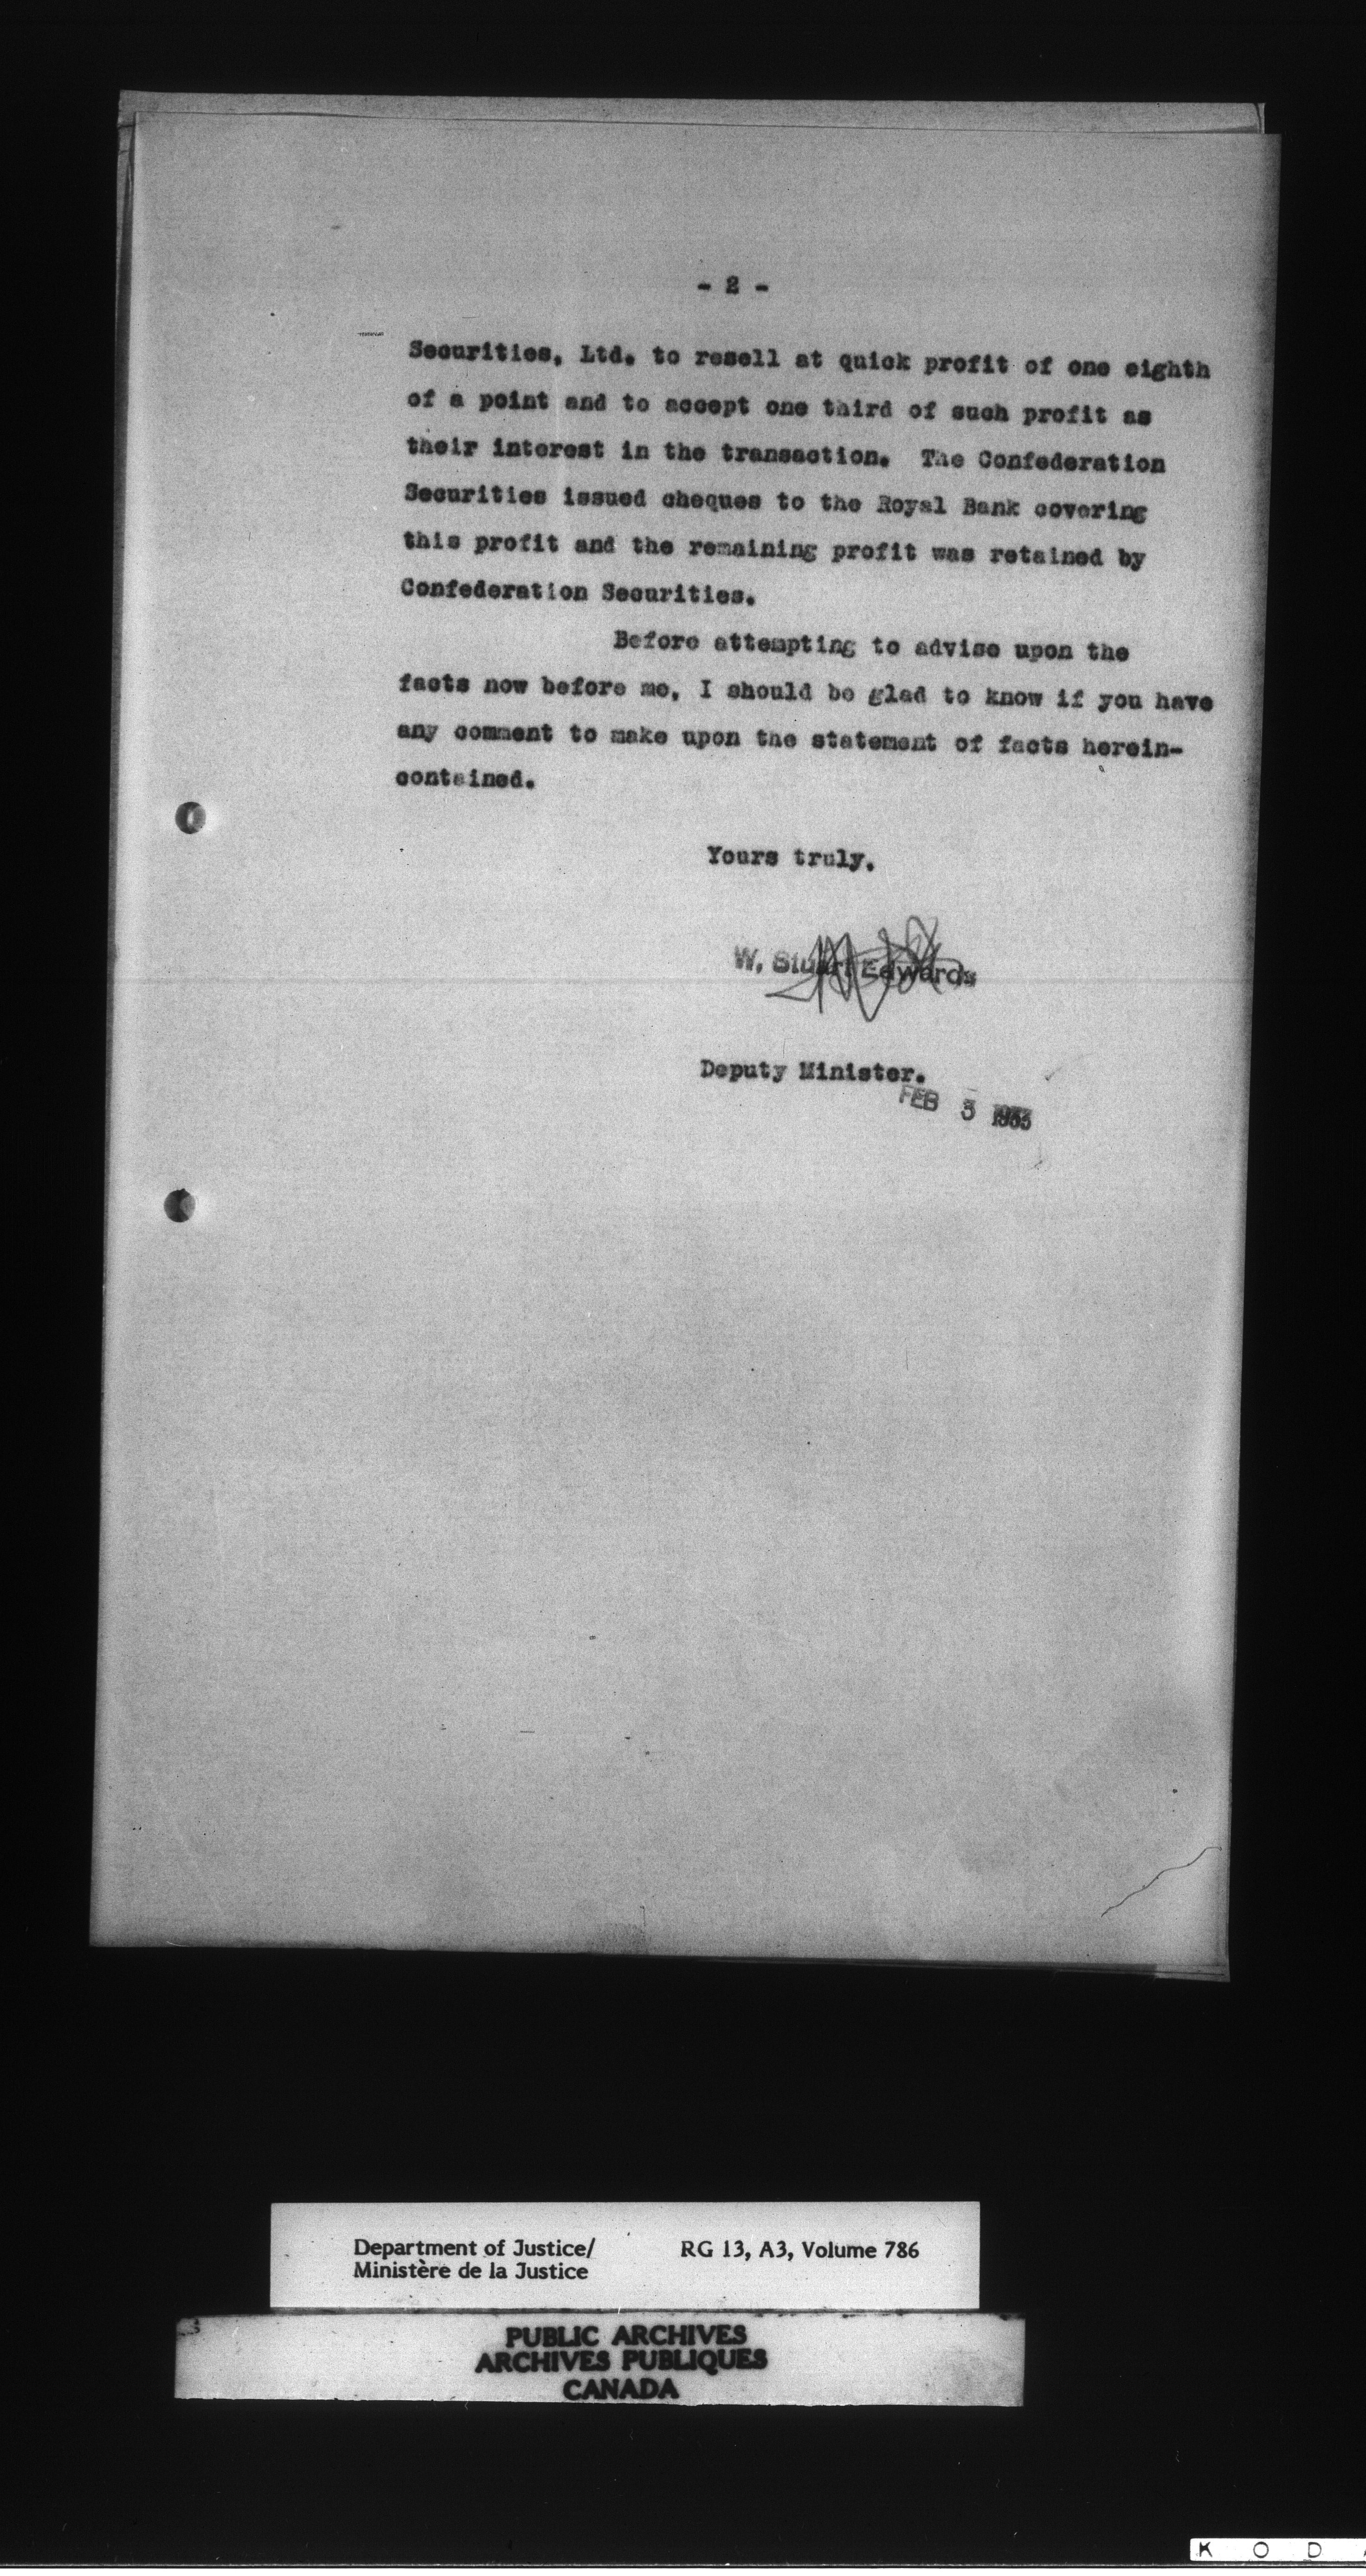 - 2 -
Securities, Ltd. to resell at quick profit of one eighth
of a point and to accept one third of such profit as
their interest in the transaction. The Confederation
Securities issued cheques to the Royal Bank covering
this profit and the remaining profit was retained by
Confederation Securities.
Before attempting to advise upon the
facts now before me, I should be glad to know if you have
any comment to make upon the statement of facts herein-
contained.
Yours truly,
W. Stuart Edwards
Deputy Minister.
FEB 3 1933
Department of Justice/ RG 13, A3, Volume 786
Ministère de la Justice
PUBLIC ARCHIVES
ARCHIVES PUBLIQUES
CANADA
K O D